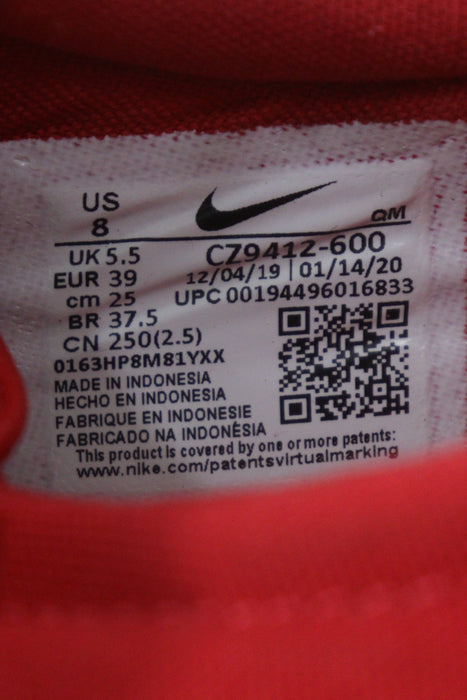 US
8
QM
UK 5.5
CZ9412-600
EUR 39
12/04/19 | 01/14/20
cm 25
UPC 00194496016833
BR 37.5
CN 250(2.5)
0163HP8M81YXX
MADE IN INDONESIA
HECHO EN INDONESIA
FABRIQUE EN INDONESIE
FABRICADO NA INDONÉSIA
This product is covered by one or more patents:
www.nike.com/patentsvirtualmarking